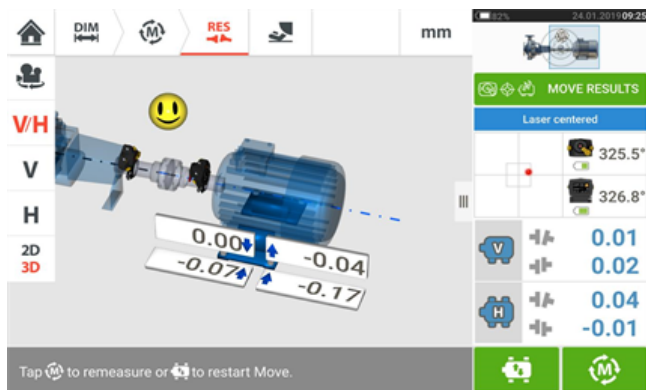 DIM
M
RES
mm
82%
24.01.2019 09:25
V/H
V
H
2D
3D
0.00
-0.04
-0.07
-0.17
MOVE RESULTS
Laser centered
325.5°
326.8°
V
0.01
0.02
H
0.04
-0.01
Tap M to remeasure or to restart Move.
M